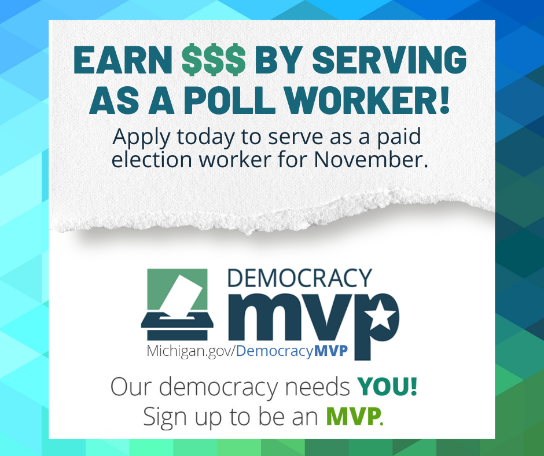 EARN $$$ BY SERVING
AS A POLL WORKER!
Apply today to serve as a paid
election worker for November.
DEMOCRACY
mvp
Michigan.gov/DemocracyMVP
Our democracy needs YOU!
Sign up to be an MVP.